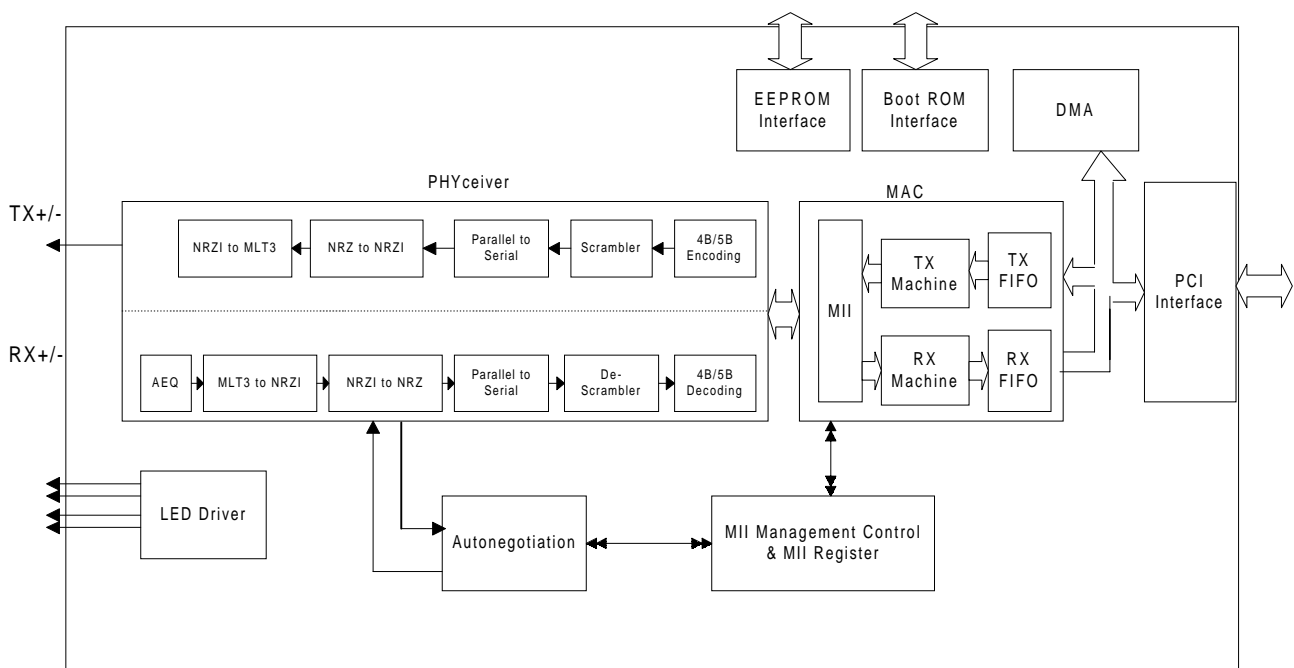 EEPROM
Interface
Boot ROM
Interface
DMA
PHYceiver
MAC
TX+/-
NRZI to MLT3
NRZ to NRZI
Parallel to
Serial
Scrambler
4B/5B
Encoding
MII
TX
Machine
TX
FIFO
PCI
Interface
RX+/-
AEQ
MLT3 to NRZI
NRZI to NRZ
Parallel to
Serial
De-
Scrambler
4B/5B
Decoding
RX
Machine
RX
FIFO
LED Driver
Autonegotiation
MII Management Control
& MII Register